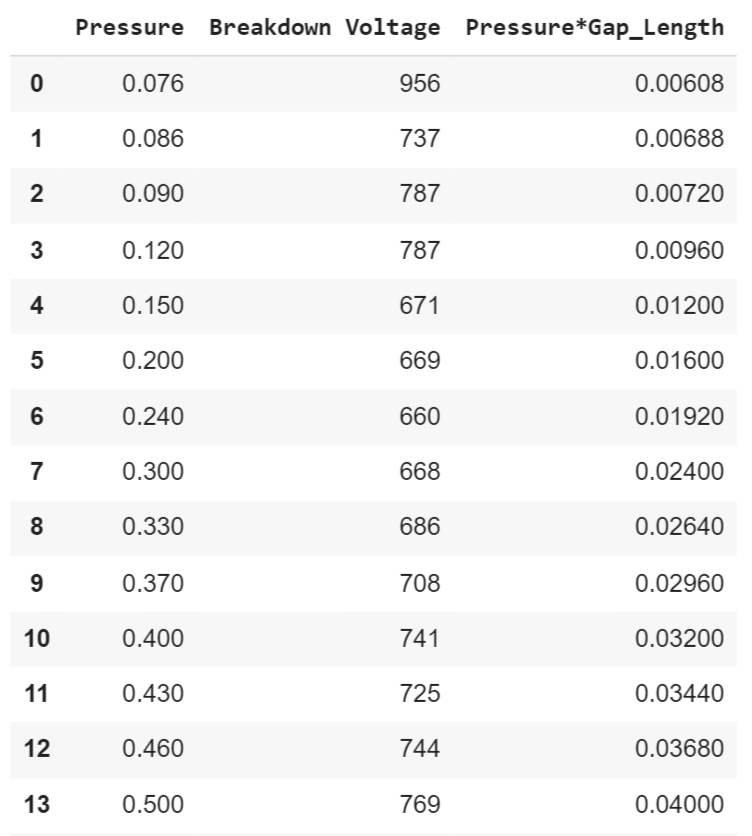 Pressure Breakdown Voltage Pressure*Gap_Length
0 0.076 956 0.00608
1 0.086 737 0.00688
2 0.090 787 0.00720
3 0.120 787 0.00960
4 0.150 671 0.01200
5 0.200 669 0.01600
6 0.240 660 0.01920
7 0.300 668 0.02400
8 0.330 686 0.02640
9 0.370 708 0.02960
10 0.400 741 0.03200
11 0.430 725 0.03440
12 0.460 744 0.03680
13 0.500 769 0.04000